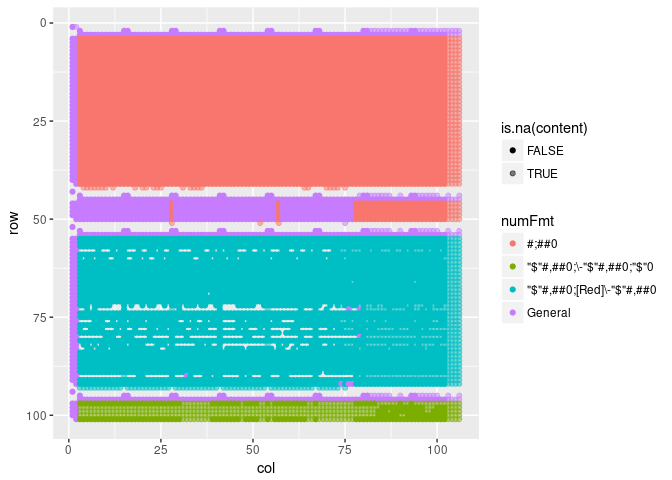 0
25
50
75
100
row
0
25
50
75
100
col
is.na(content)
FALSE
TRUE
numFmt
#;##0
"$"#,##0;\-"$"#,##0;"$"0
"$"#,##0;[Red]\-"$"#,##0
General